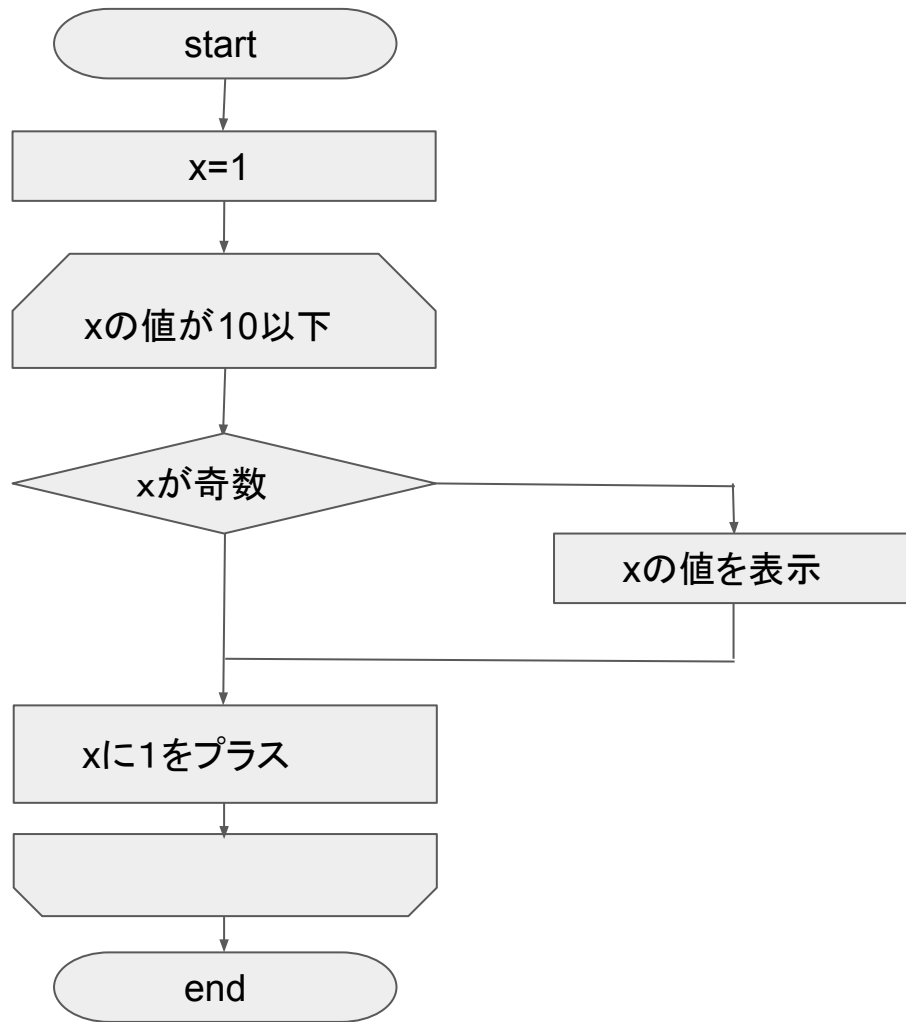 start
x=1
xの値が10以下
xが奇数
xの値を表示
xに1をプラス
end